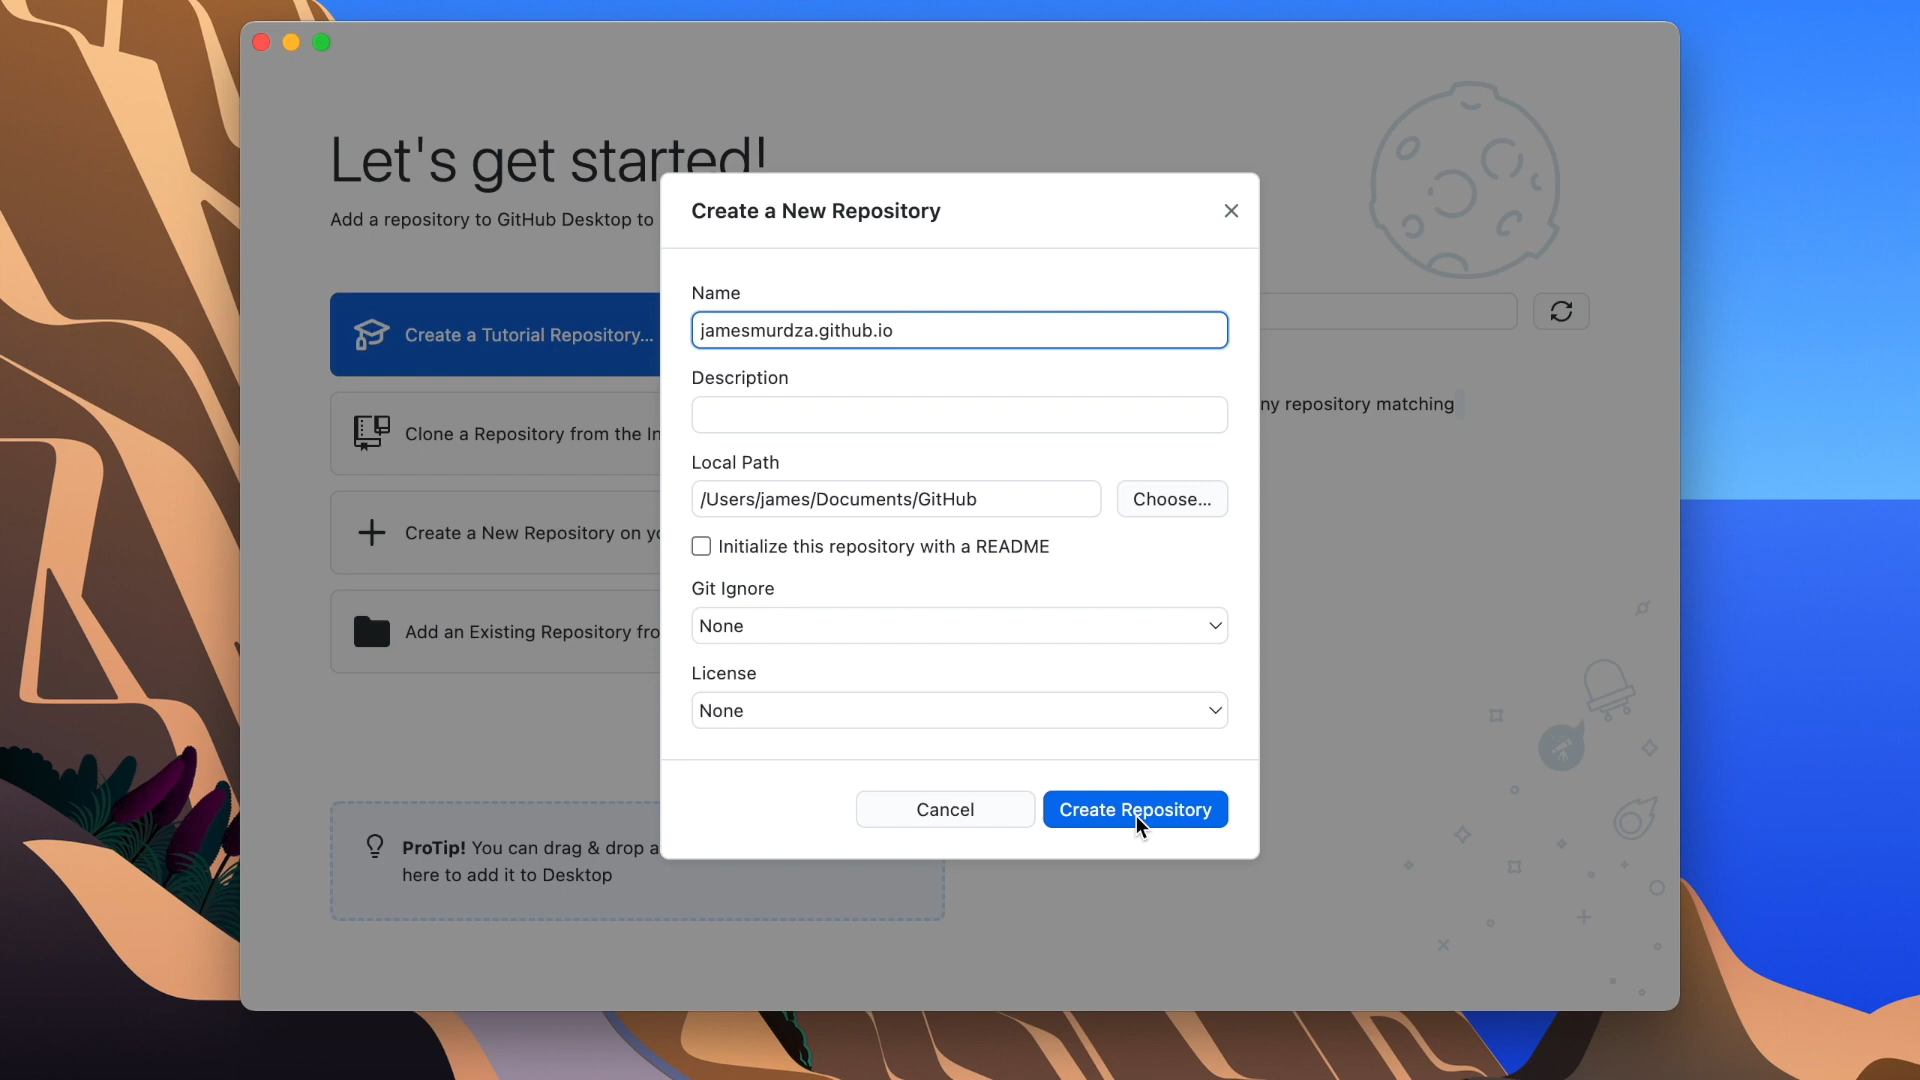 Let's get started!
Add a repository to GitHub Desktop to
Create a Tutorial Repository...
Clone a Repository from the In
Create a New Repository on yo
Add an Existing Repository fro
ProTip! You can drag & drop a
here to add it to Desktop
ny repository matching
Create a New Repository
Name
jamesmurdza.github.io
Description
Local Path
/Users/james/Documents/GitHub
Choose...
Initialize this repository with a README
Git Ignore
None
License
None
Cancel
Create Repository